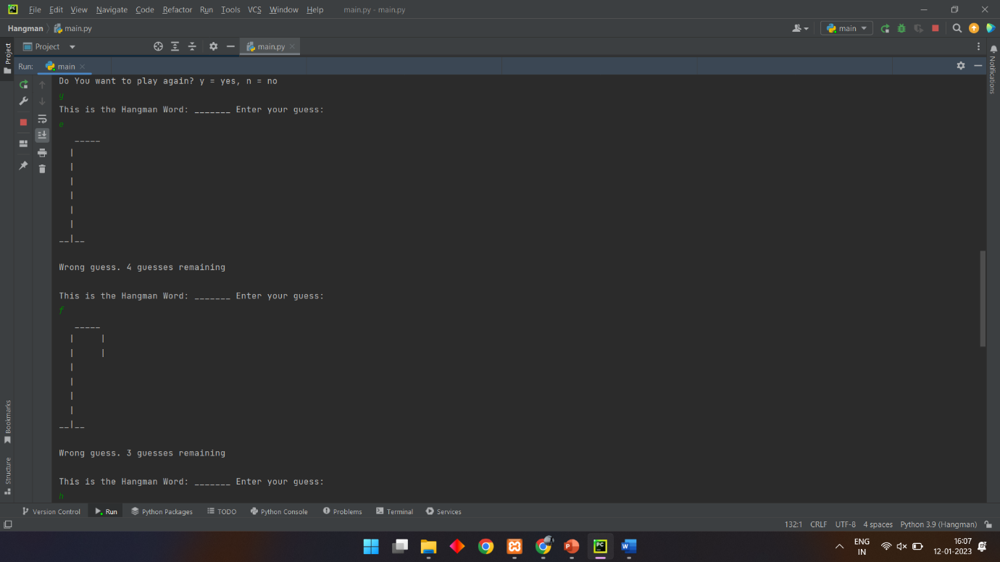 File Edit View Navigate Code Refactor Run Tools VCS Window Help main.py - main.py
Hangman main.py main
Project main.py
Run: main
Do You want to play again? y = yes, n = no
y
This is the Hangman Word: _______ Enter your guess:
e
_____
|
|
|
|
|
|
__|__
Wrong guess. 4 guesses remaining
This is the Hangman Word: _______ Enter your guess:
f
_____
| |
| |
|
|
|
|
__|__
Wrong guess. 3 guesses remaining
This is the Hangman Word: _______ Enter your guess:
h
Project
Bookmarks
Structure
Notifications
Version Control Run Python Packages TODO Python Console Problems Terminal Services
132:1 CRLF UTF-8 4 spaces Python 3.9 (Hangman)
ENG
IN
16:07
12-01-2023